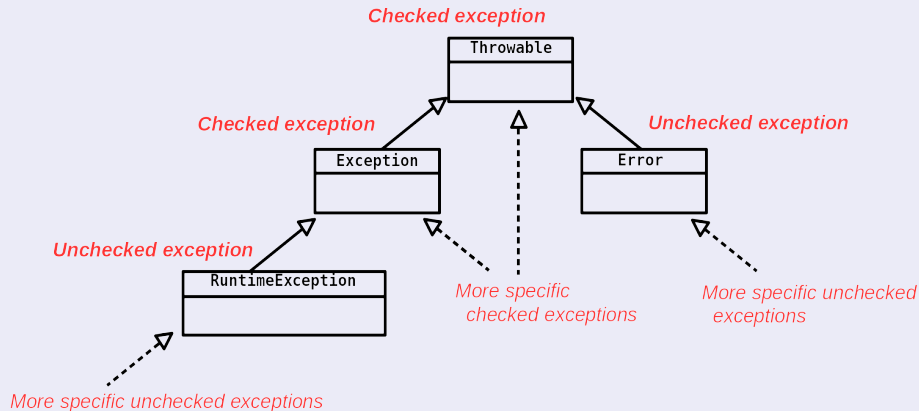 Checked exception
Throwable
Checked exception
Unchecked exception
Exception
Error
Unchecked exception
RuntimeException
More specific
checked exceptions
More specific unchecked
exceptions
More specific unchecked exceptions